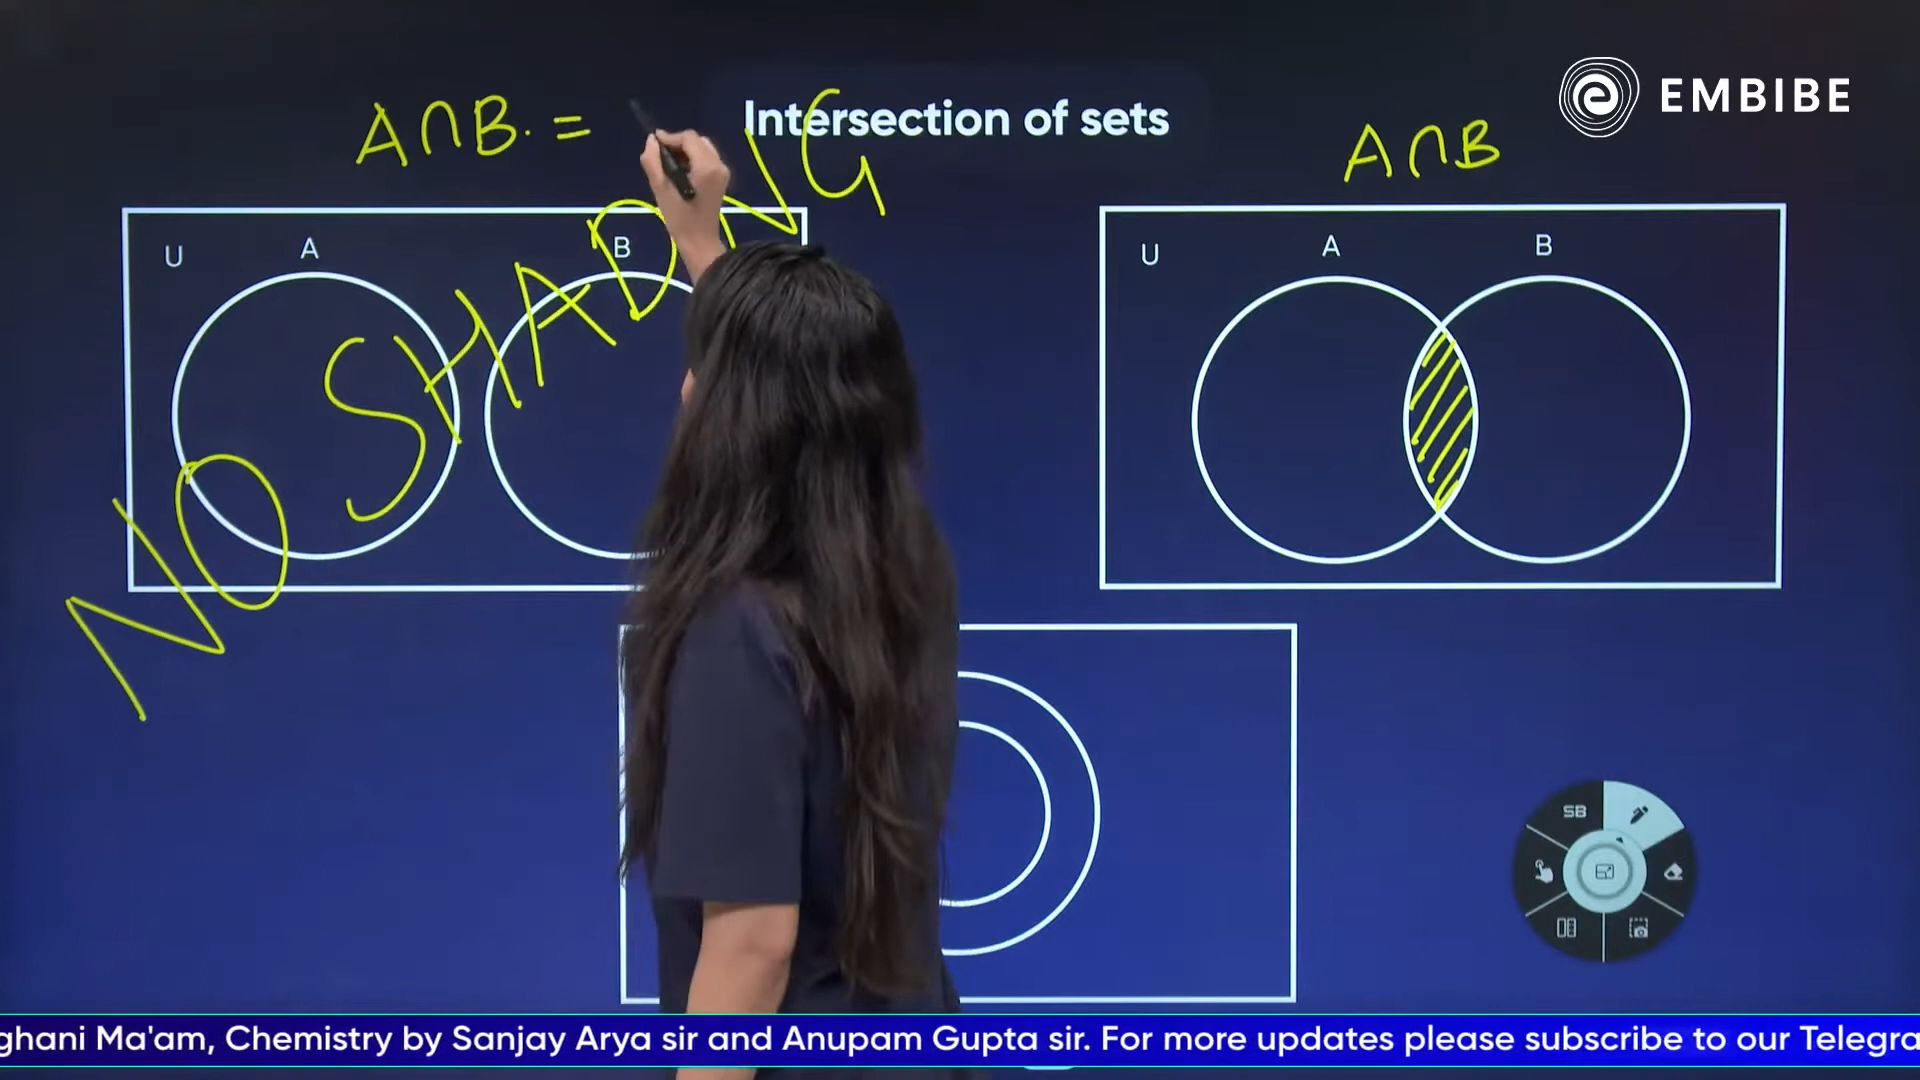 EMBIBE
Intersection of sets
A∩B. =
A∩B
U A B
U A B
NO SHADNG
SB
ghani Ma'am, Chemistry by Sanjay Arya sir and Anupam Gupta sir. For more updates please subscribe to our Telegra